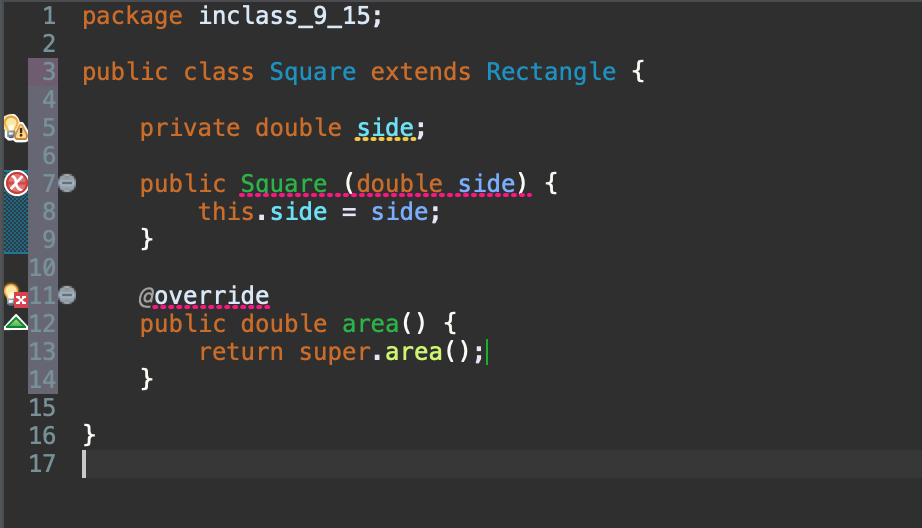 1 package inclass_9_15;
2
3 public class Square extends Rectangle {
4
5 private double side;
6
7 public Square (double side) {
8 this.side = side;
9 }
10
11 @override
12 public double area() {
13 return super.area();
14 }
15
16 }
17